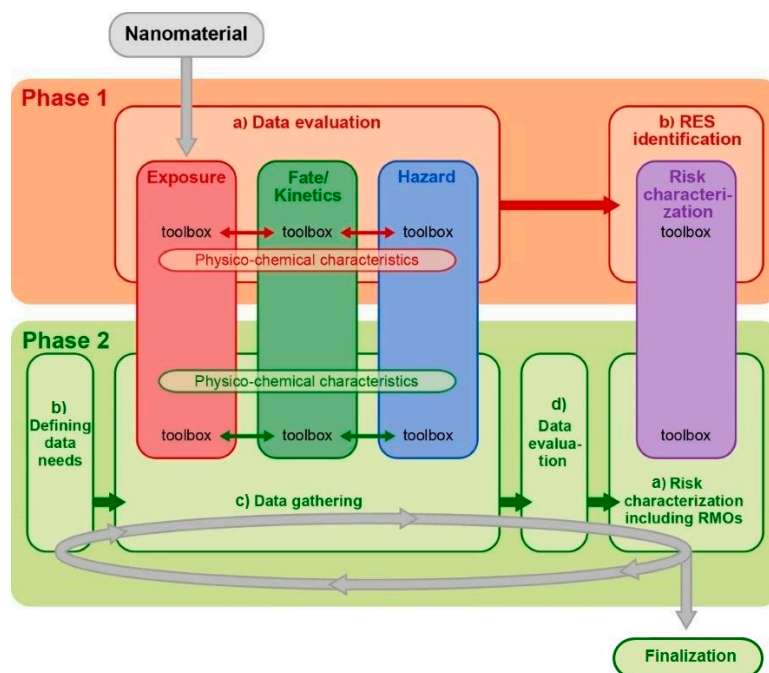 Nanomaterial
Phase 1
a) Data evaluation
b) RES
identification
Exposure
Fate/
Kinetics
Hazard
Risk
characteri-
zation
toolbox
toolbox
toolbox
toolbox
Physico-chemical characteristics
Phase 2
Physico-chemical characteristics
b)
Defining
data
needs
d)
Data
evalua-
tion
toolbox
toolbox
toolbox
toolbox
c) Data gathering
a) Risk
characterization
including RMOs
Finalization